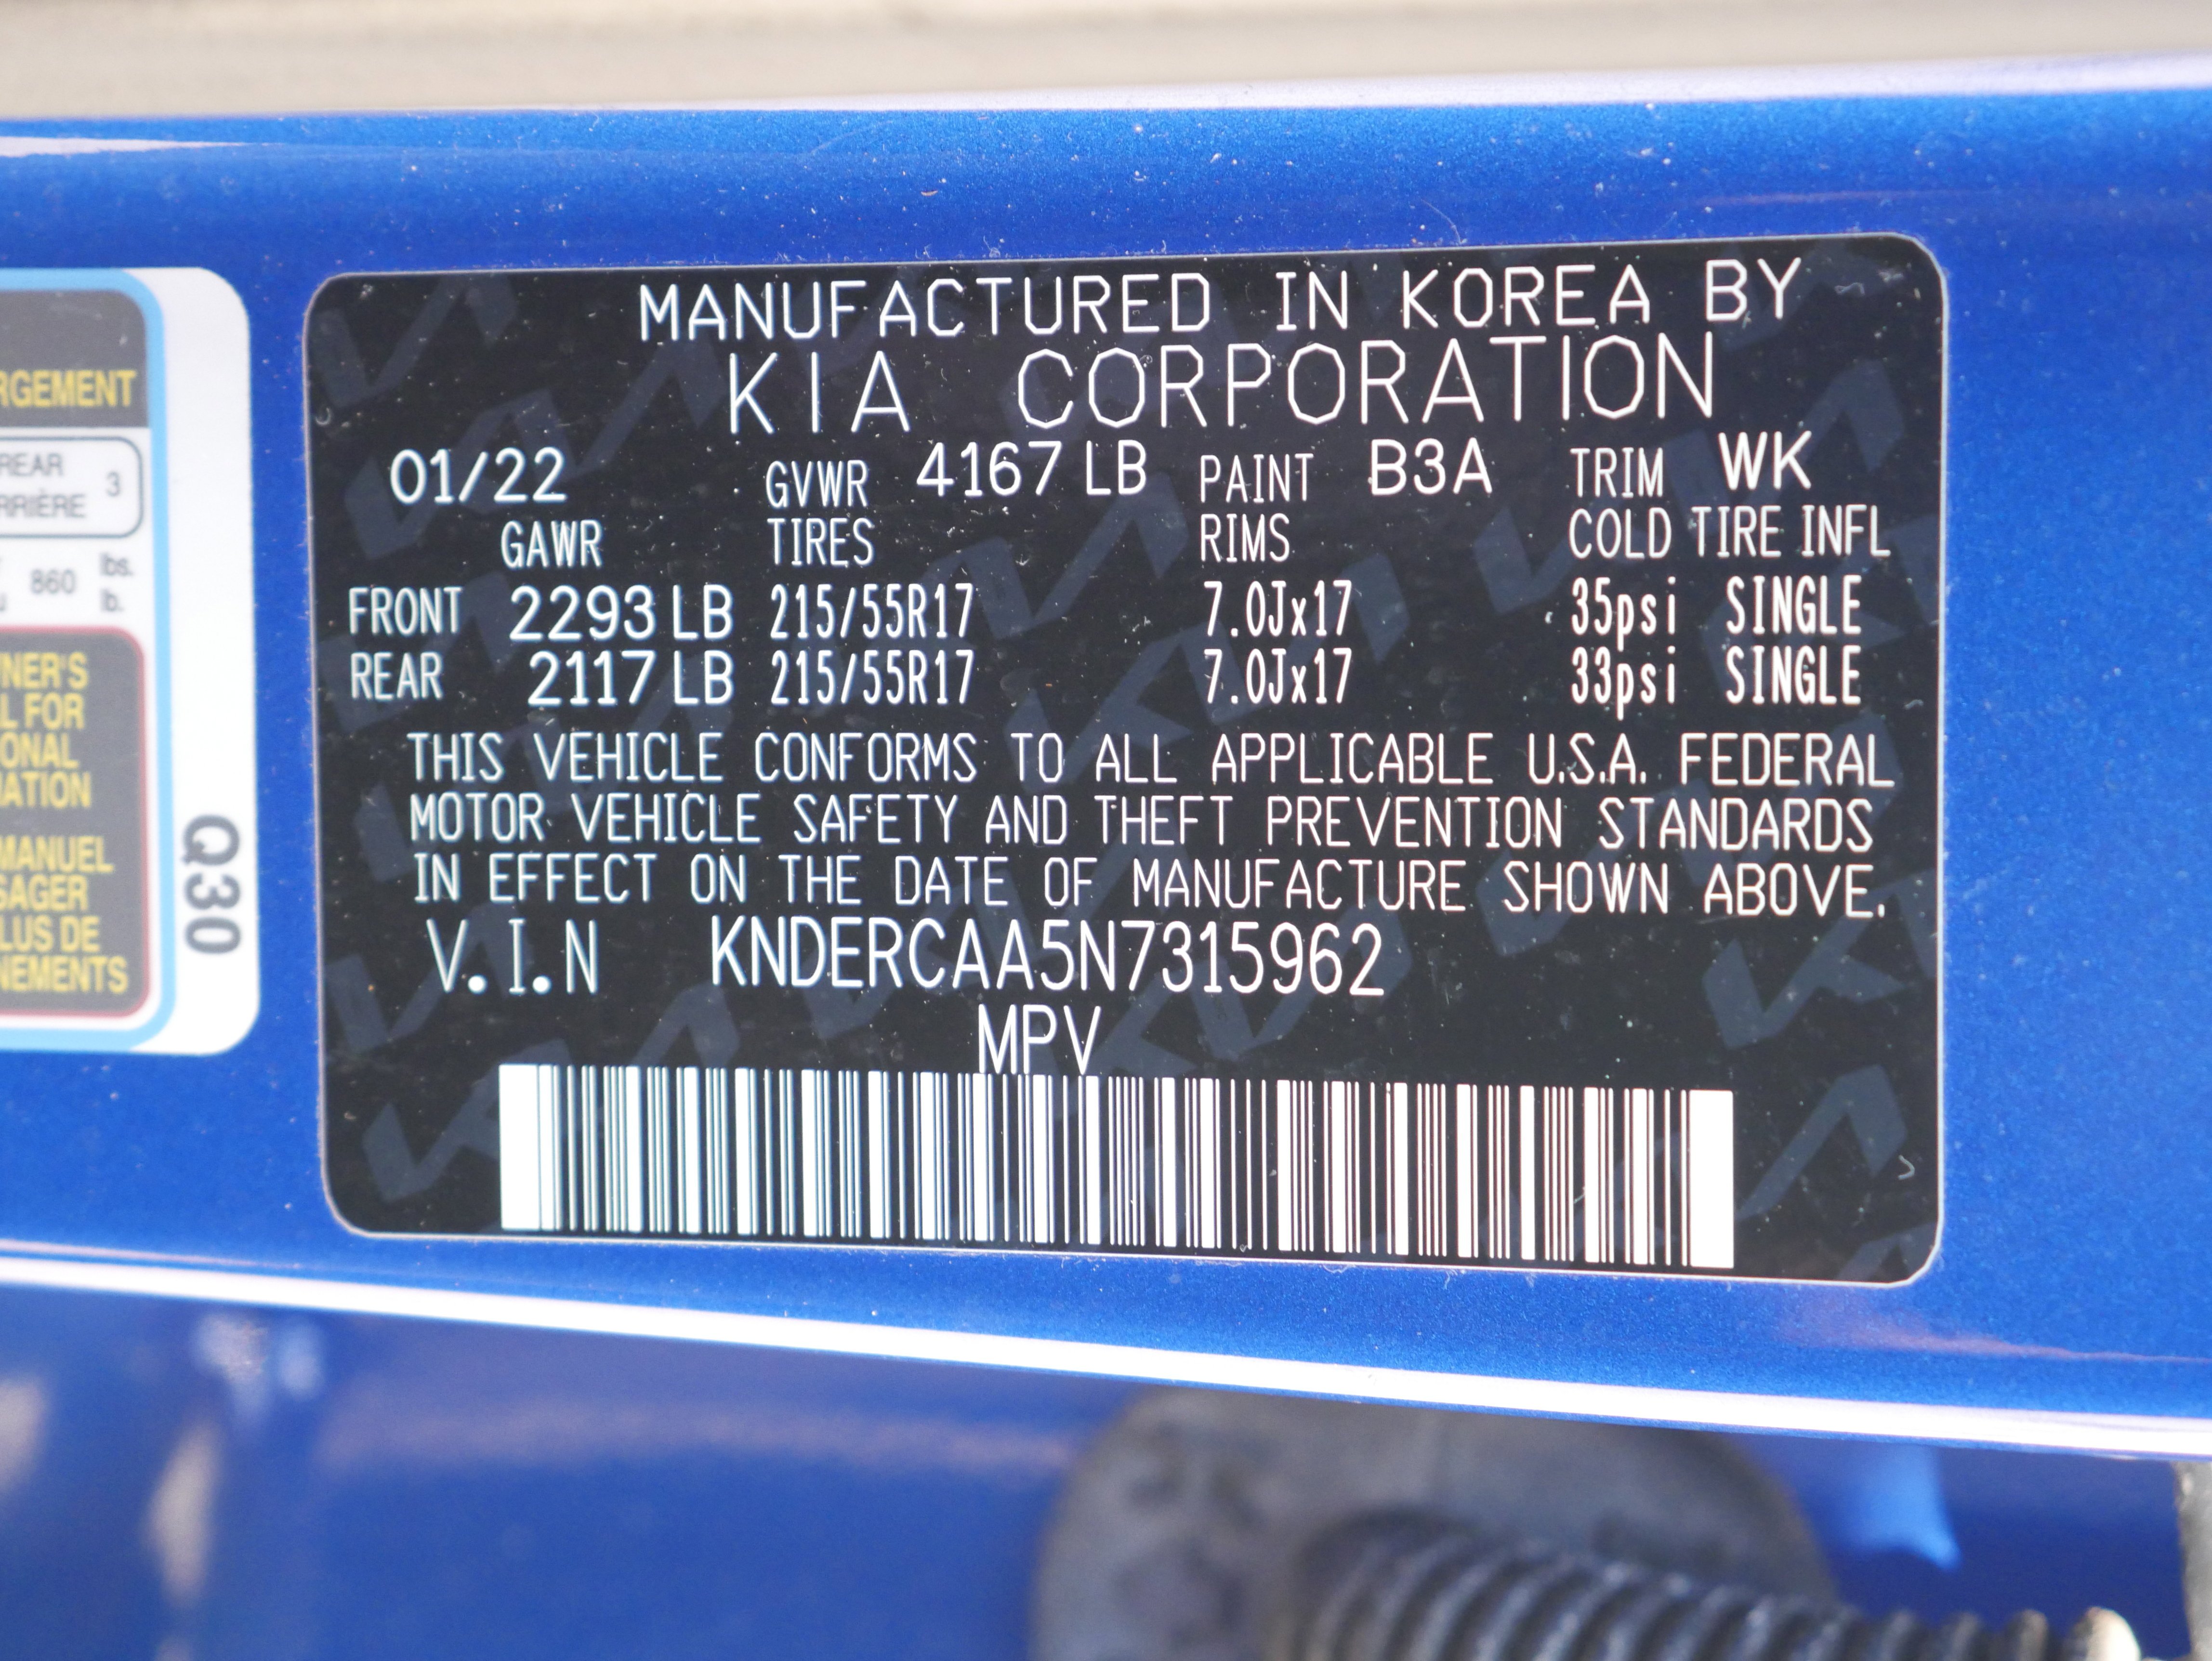 MANUFACTURED IN KOREA BY
KIA CORPORATION
01/22 GVWR 4167 LB PAINT B3A TRIM WK
GAWR TIRES RIMS COLD TIRE INFL
FRONT 2293 LB 215/55R17 7.0Jx17 35psi SINGLE
REAR 2117 LB 215/55R17 7.0Jx17 33psi SINGLE
THIS VEHICLE CONFORMS TO ALL APPLICABLE U.S.A. FEDERAL
MOTOR VEHICLE SAFETY AND THEFT PREVENTION STANDARDS
IN EFFECT ON THE DATE OF MANUFACTURE SHOWN ABOVE.
V.I.N KNDERCAA5N7315962
MPV
RGEMENT
REAR
RRIÈRE 3
860 lbs.
lb.
NER'S
L FOR
ONAL
ATION
MANUEL
SAGER
LUS DE
NEMENTS
Q30